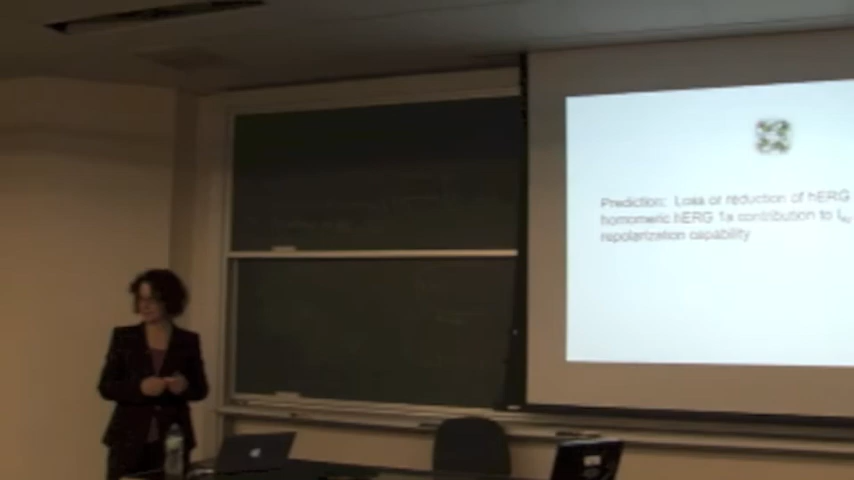 Prediction: Loss or reduction of hERG
homomeric hERG 1a contribution to I
repolarization capability